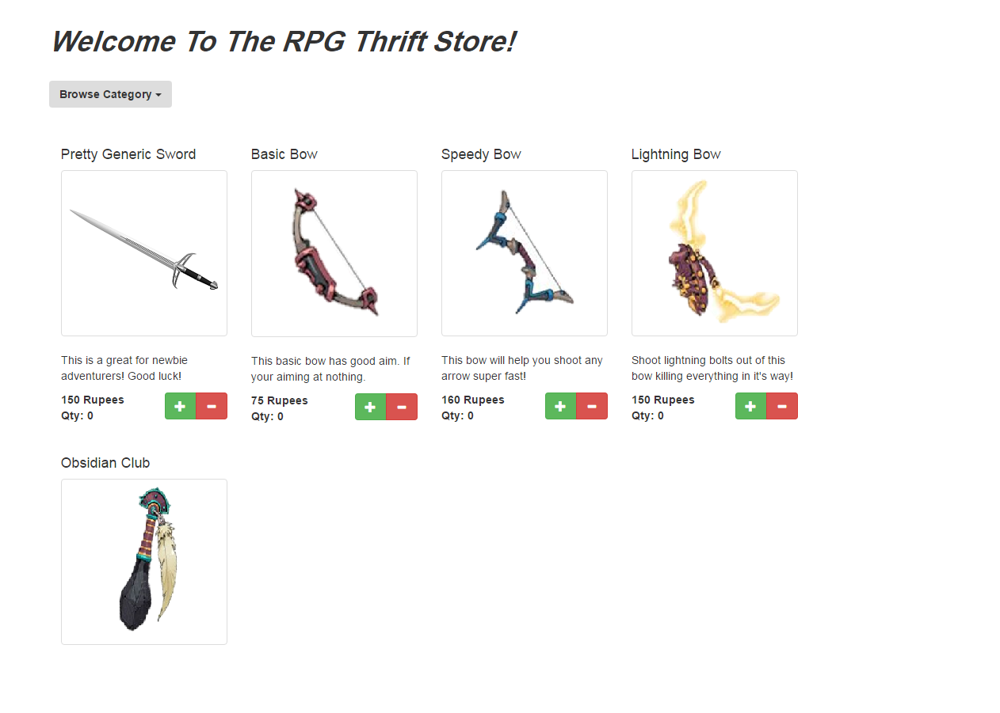 Welcome To The RPG Thrift Store!
Browse Category
Pretty Generic Sword
Basic Bow
Speedy Bow
Lightning Bow
This is a great for newbie
adventurers! Good luck!
150 Rupees
Qty: 0
This basic bow has good aim. If
your aiming at nothing.
75 Rupees
Qty: 0
This bow will help you shoot any
arrow super fast!
160 Rupees
Qty: 0
Shoot lightning bolts out of this
bow killing everything in it's way!
150 Rupees
Qty: 0
Obsidian Club